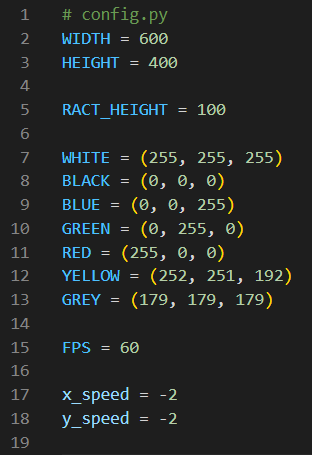 1 # config.py
2 WIDTH = 600
3 HEIGHT = 400
4
5 RACT_HEIGHT = 100
6
7 WHITE = (255, 255, 255)
8 BLACK = (0, 0, 0)
9 BLUE = (0, 0, 255)
10 GREEN = (0, 255, 0)
11 RED = (255, 0, 0)
12 YELLOW = (252, 251, 192)
13 GREY = (179, 179, 179)
14
15 FPS = 60
16
17 x_speed = -2
18 y_speed = -2
19